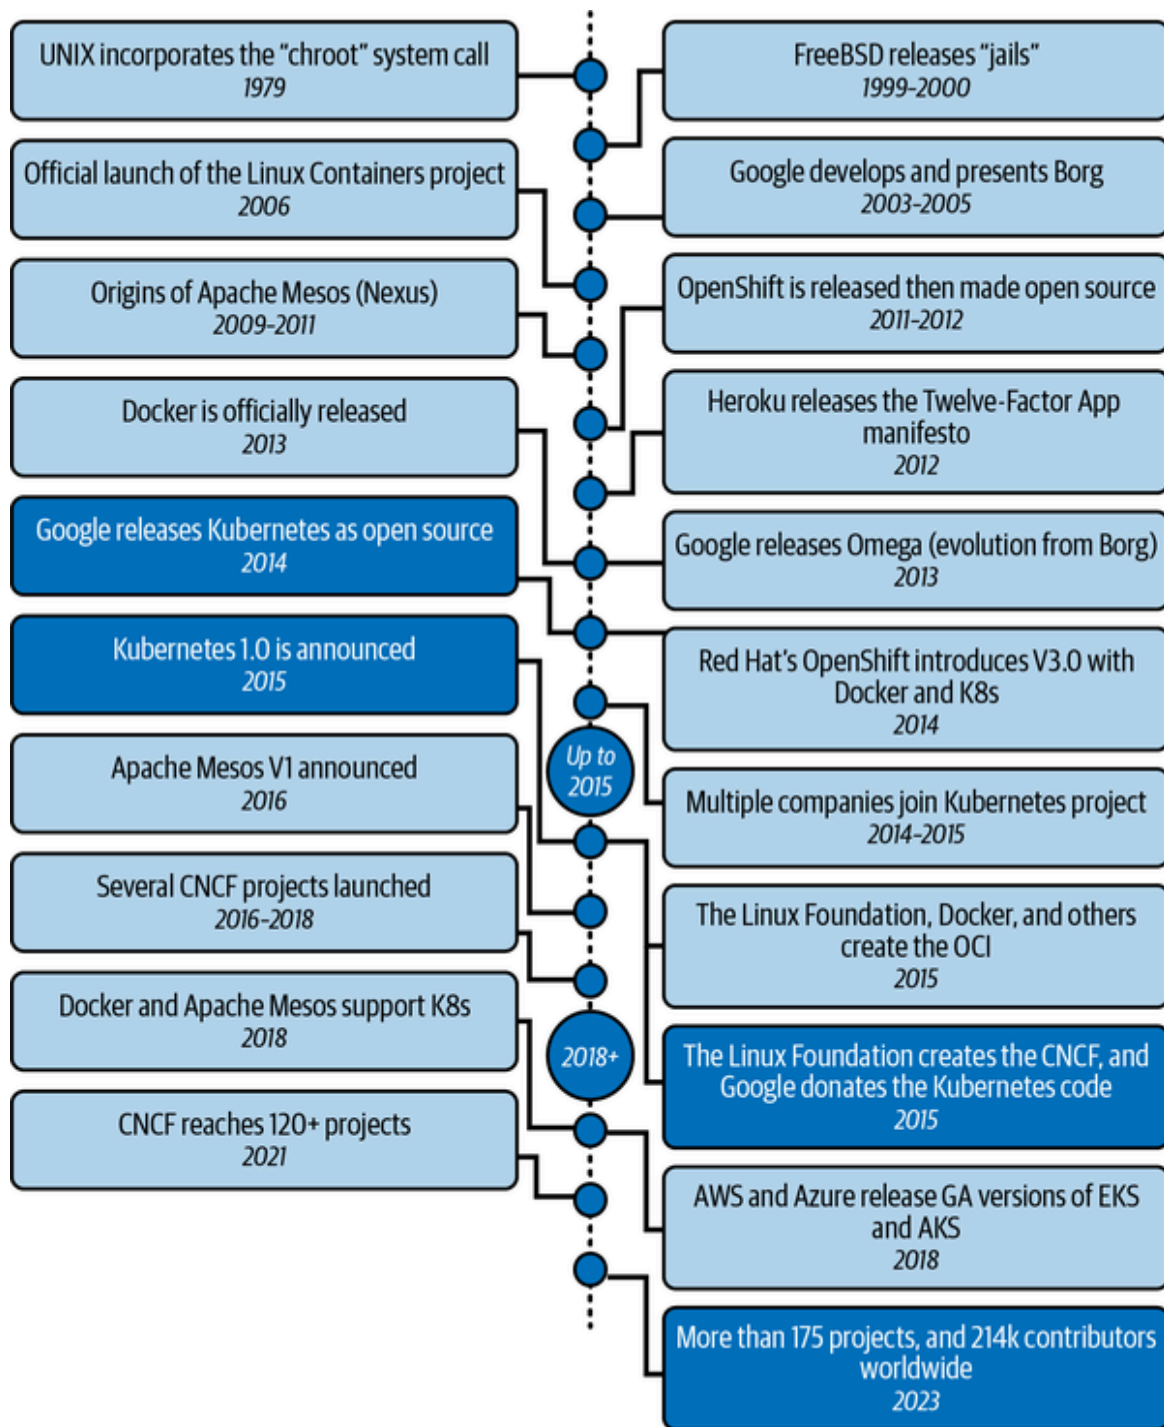 UNIX incorporates the “chroot” system call
1979
FreeBSD releases “jails”
1999–2000
Official launch of the Linux Containers project
2006
Google develops and presents Borg
2003–2005
Origins of Apache Mesos (Nexus)
2009–2011
OpenShift is released then made open source
2011–2012
Docker is officially released
2013
Heroku releases the Twelve-Factor App
manifesto
2012
Google releases Kubernetes as open source
2014
Google releases Omega (evolution from Borg)
2013
Kubernetes 1.0 is announced
2015
Red Hat’s OpenShift introduces V3.0 with
Docker and K8s
2014
Up to
2015
Apache Mesos V1 announced
2016
Multiple companies join Kubernetes project
2014–2015
Several CNCF projects launched
2016–2018
The Linux Foundation, Docker, and others
create the OCI
2015
Docker and Apache Mesos support K8s
2018
2018+
The Linux Foundation creates the CNCF, and
Google donates the Kubernetes code
2015
CNCF reaches 120+ projects
2021
AWS and Azure release GA versions of EKS
and AKS
2018
More than 175 projects, and 214k contributors
worldwide
2023